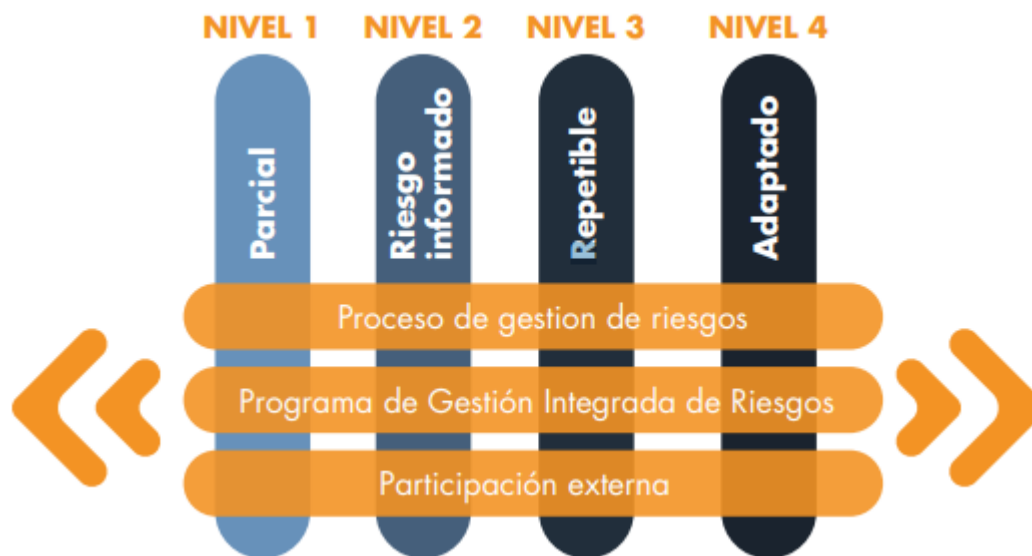 NIVEL 1
NIVEL 2
NIVEL 3
NIVEL 4
Parcial
Riesgo
informado
Repetible
Adaptado
Proceso de gestion de riesgos
Programa de Gestión Integrada de Riesgos
Participación externa